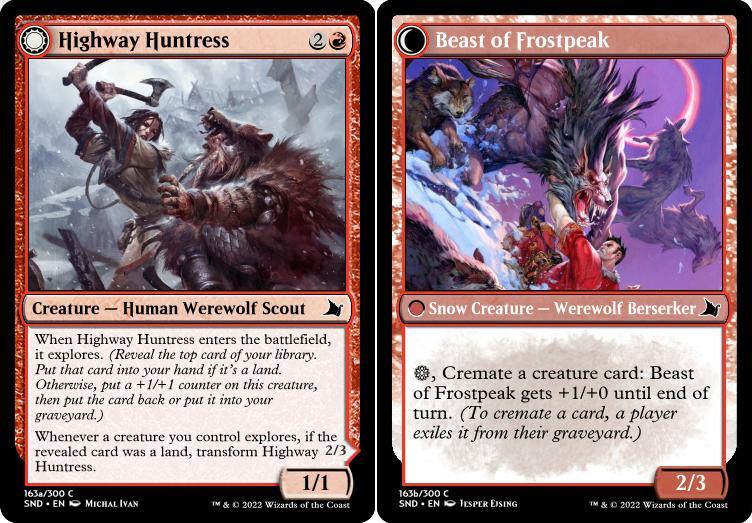 Highway Huntress 2
Creature — Human Werewolf Scout
When Highway Huntress enters the battlefield,
it explores. (Reveal the top card of your library.
Put that card into your hand if it's a land.
Otherwise, put a +1/+1 counter on this creature,
then put the card back or put it into your
graveyard.)
Whenever a creature you control explores, if the
revealed card was a land, transform Highway
Huntress.
2/3
1/1
163a/300 C
SND • EN MICHAL IVAN
™ & © 2022 Wizards of the Coast
Beast of Frostpeak
Snow Creature — Werewolf Berserker
, Cremate a creature card: Beast
of Frostpeak gets +1/+0 until end of
turn. (To cremate a card, a player
exiles it from their graveyard.)
2/3
163b/300 C
SND • EN JESPER EJSING
™ & © 2022 Wizards of the Coast